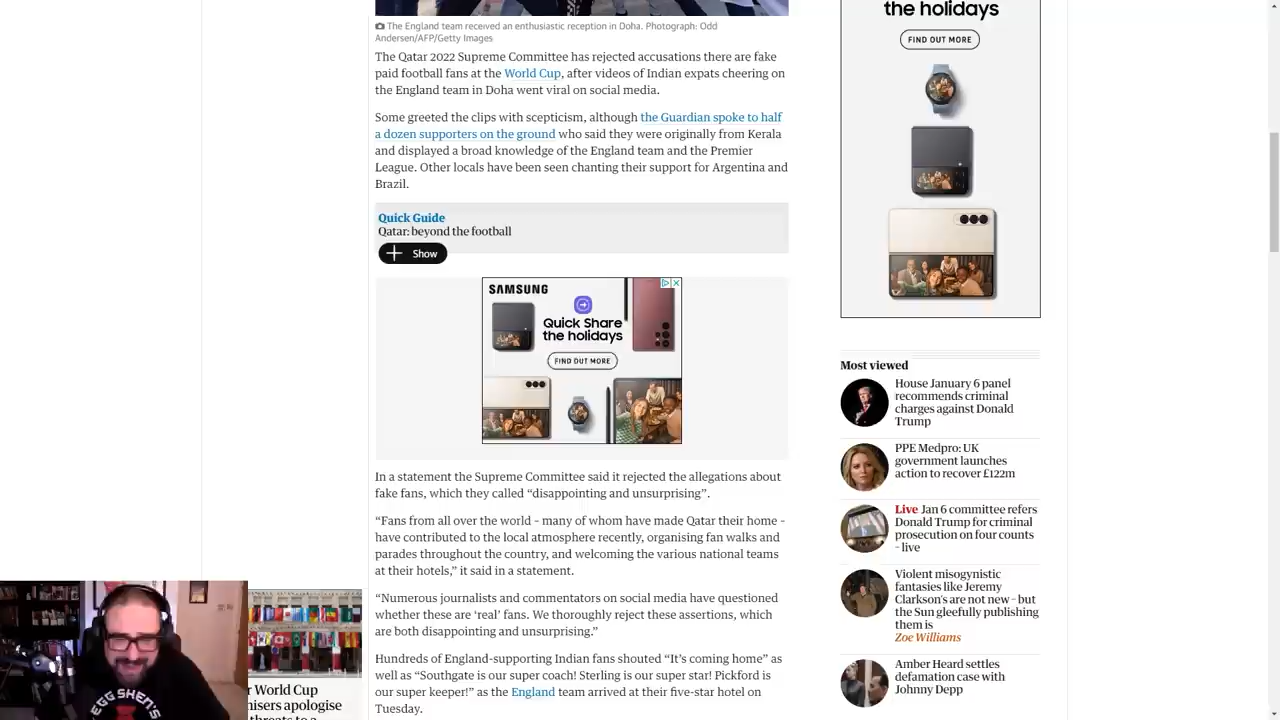 The England team received an enthusiastic reception in Doha. Photograph: Odd
Andersen/AFP/Getty Images
The Qatar 2022 Supreme Committee has rejected accusations there are fake
paid football fans at the World Cup, after videos of Indian expats cheering on
the England team in Doha went viral on social media.
Some greeted the clips with scepticism, although the Guardian spoke to half
a dozen supporters on the ground who said they were originally from Kerala
and displayed a broad knowledge of the England team and the Premier
League. Other locals have been seen chanting their support for Argentina and
Brazil.
Quick Guide
Qatar: beyond the football
Show
SAMSUNG
Quick Share
the holidays
FIND OUT MORE
In a statement the Supreme Committee said it rejected the allegations about
fake fans, which they called “disappointing and unsurprising”.
“Fans from all over the world – many of whom have made Qatar their home –
have contributed to the local atmosphere recently, organising fan walks and
parades throughout the country, and welcoming the various national teams
at their hotels,” it said in a statement.
“Numerous journalists and commentators on social media have questioned
whether these are ‘real’ fans. We thoroughly reject these assertions, which
are both disappointing and unsurprising.”
Hundreds of England-supporting Indian fans shouted “It’s coming home” as
well as “Southgate is our super coach! Sterling is our super star! Pickford is
our super keeper!” as the England team arrived at their five-star hotel on
Tuesday.
the holidays
FIND OUT MORE
Most viewed
House January 6 panel
recommends criminal
charges against Donald
Trump
PPE Medpro: UK
government launches
action to recover £122m
Live Jan 6 committee refers
Donald Trump for criminal
prosecution on four counts
– live
Violent misogynistic
fantasies like Jeremy
Clarkson’s are not new – but
the Sun gleefully publishing
them is
Zoe Williams
Amber Heard settles
defamation case with
Johnny Depp
r World Cup
nisers apologise
EGG SHEN'S